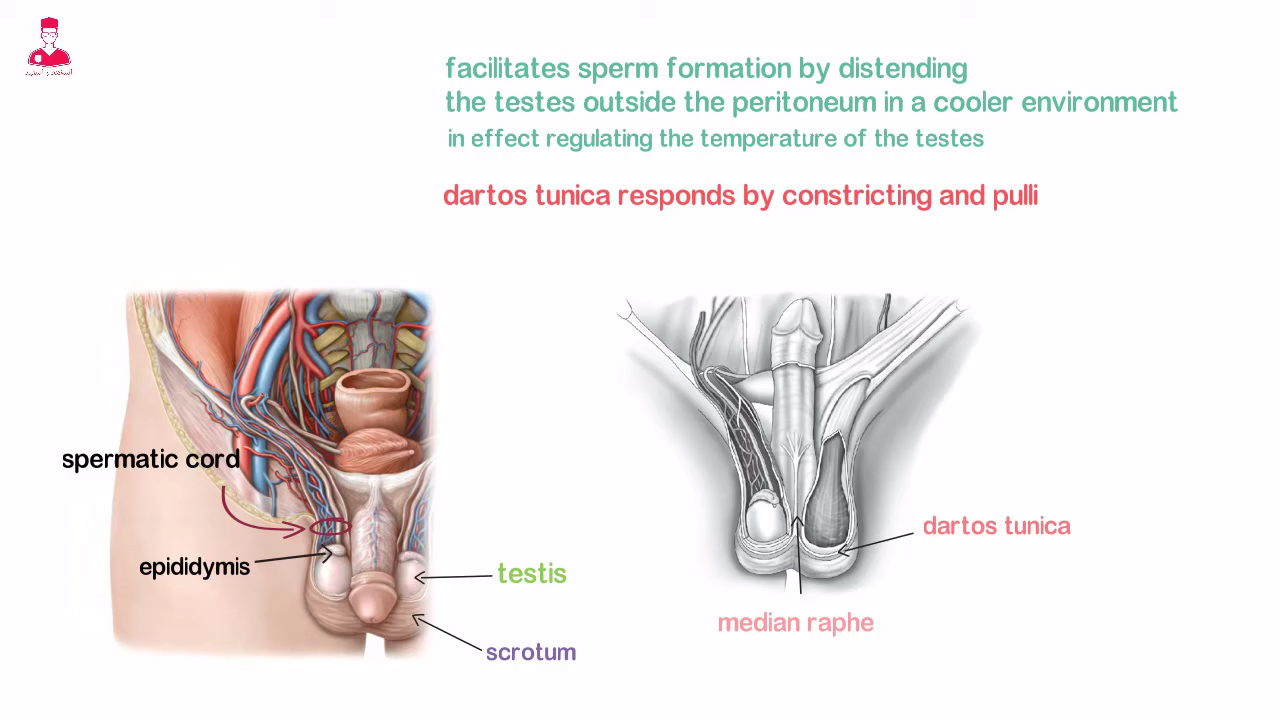 facilitates sperm formation by distending
the testes outside the peritoneum in a cooler environment
in effect regulating the temperature of the testes
dartos tunica responds by constricting and pulli
spermatic cord
epididymis
testis
scrotum
dartos tunica
median raphe